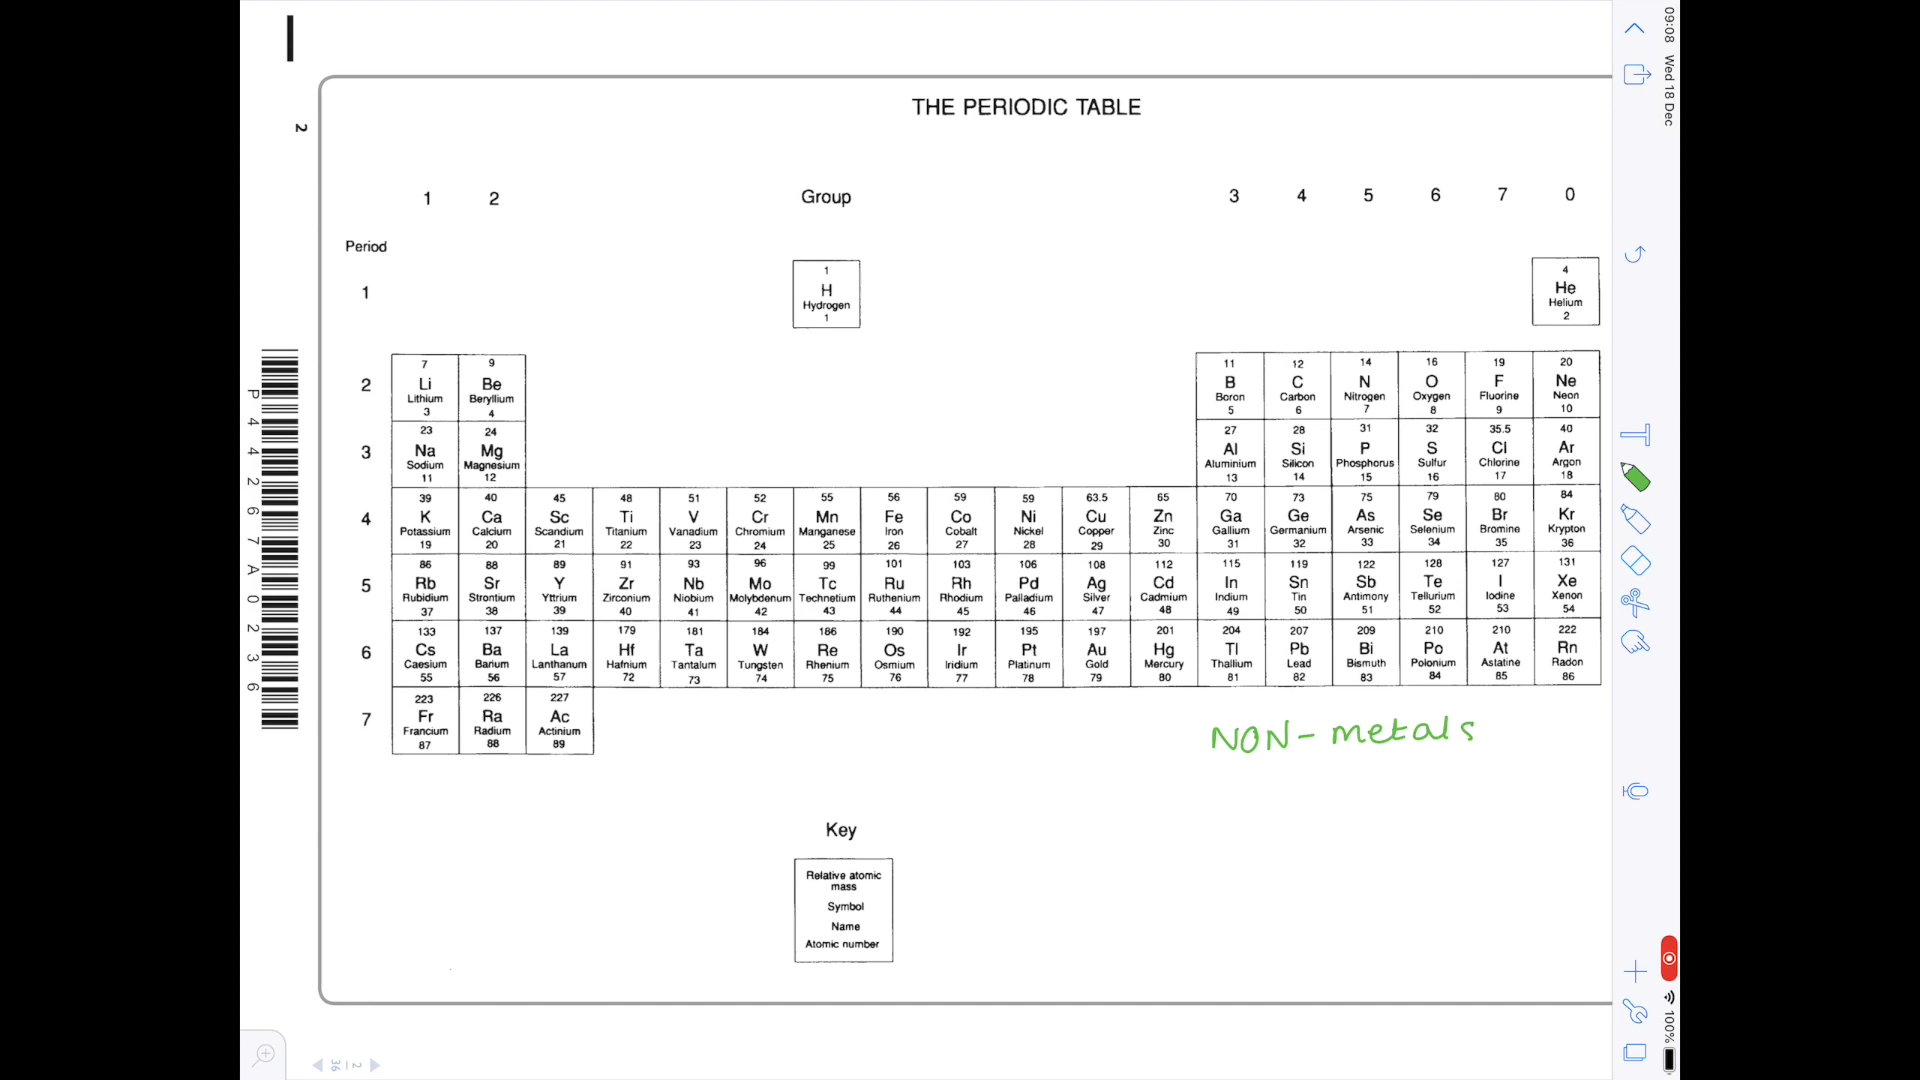 09:08 Wed 18 Dec
2
THE PERIODIC TABLE
1 2 Group 3 4 5 6 7 0
Period
1
1 H Hydrogen 1
4 He Helium 2
2
7 Li Lithium 3
9 Be Beryllium 4
11 B Boron 5
12 C Carbon 6
14 N Nitrogen 7
16 O Oxygen 8
19 F Fluorine 9
20 Ne Neon 10
3
23 Na Sodium 11
24 Mg Magnesium 12
27 Al Aluminium 13
28 Si Silicon 14
31 P Phosphorus 15
32 S Sulfur 16
35.5 Cl Chlorine 17
40 Ar Argon 18
4
39 K Potassium 19
40 Ca Calcium 20
45 Sc Scandium 21
48 Ti Titanium 22
51 V Vanadium 23
52 Cr Chromium 24
55 Mn Manganese 25
56 Fe Iron 26
59 Co Cobalt 27
59 Ni Nickel 28
63.5 Cu Copper 29
65 Zn Zinc 30
70 Ga Gallium 31
73 Ge Germanium 32
75 As Arsenic 33
79 Se Selenium 34
80 Br Bromine 35
84 Kr Krypton 36
5
86 Rb Rubidium 37
88 Sr Strontium 38
89 Y Yttrium 39
91 Zr Zirconium 40
93 Nb Niobium 41
96 Mo Molybdenum 42
99 Tc Technetium 43
101 Ru Ruthenium 44
103 Rh Rhodium 45
106 Pd Palladium 46
108 Ag Silver 47
112 Cd Cadmium 48
115 In Indium 49
119 Sn Tin 50
122 Sb Antimony 51
128 Te Tellurium 52
127 I Iodine 53
131 Xe Xenon 54
6
133 Cs Caesium 55
137 Ba Barium 56
139 La Lanthanum 57
179 Hf Hafnium 72
181 Ta Tantalum 73
184 W Tungsten 74
186 Re Rhenium 75
190 Os Osmium 76
192 Ir Iridium 77
195 Pt Platinum 78
197 Au Gold 79
201 Hg Mercury 80
204 Tl Thallium 81
207 Pb Lead 82
209 Bi Bismuth 83
210 Po Polonium 84
210 At Astatine 85
222 Rn Radon 86
7
223 Fr Francium 87
226 Ra Radium 88
227 Ac Actinium 89
NON-metals
Key
Relative atomic
mass
Symbol
Name
Atomic number
P44267A0236
2 | 36
100%